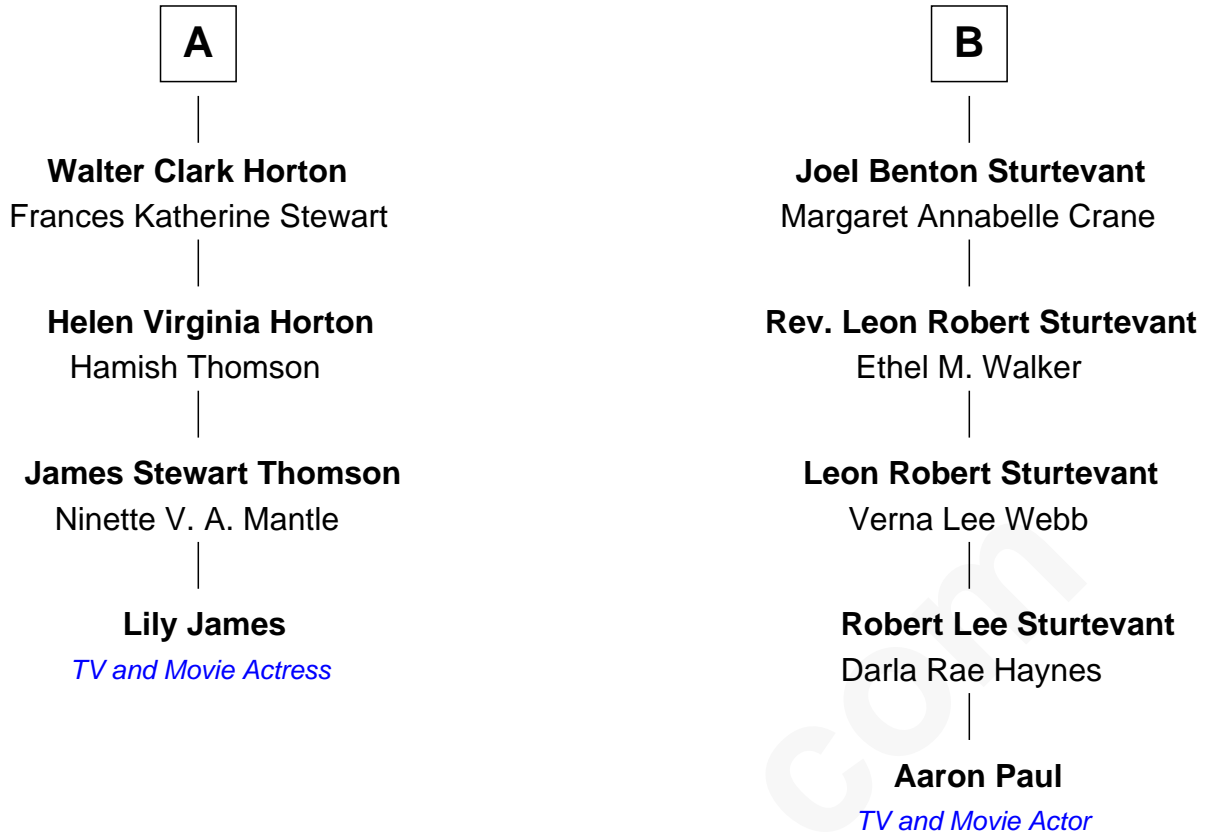 A
Walter Clark Horton
Frances Katherine Stewart
Helen Virginia Horton
Hamish Thomson
James Stewart Thomson
Ninette V. A. Mantle
Lily James
TV and Movie Actress
B
Joel Benton Sturtevant
Margaret Annabelle Crane
Rev. Leon Robert Sturtevant
Ethel M. Walker
Leon Robert Sturtevant
Verna Lee Webb
Robert Lee Sturtevant
Darla Rae Haynes
Aaron Paul
TV and Movie Actor
com